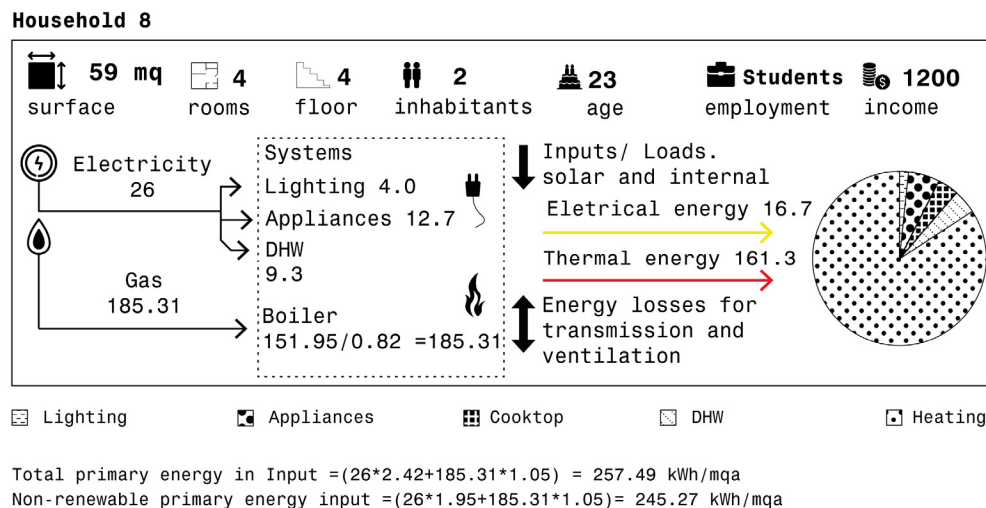 Household 8
59 mq
surface
4
rooms
4
floor
2
inhabitants
23
age
Students
employment
1200
income
Electricity
26
Gas
185.31
Systems
Lighting 4.0
Appliances 12.7
DHW
9.3
Boiler
151.95/0.82 =185.31
Inputs/ Loads.
solar and internal
Eletrical energy 16.7
Thermal energy 161.3
Energy losses for
transmission and
ventilation
Lighting
Appliances
Cooktop
DHW
Heating
Total primary energy in Input =(26*2.42+185.31*1.05) = 257.49 kWh/mqa
Non-renewable primary energy input =(26*1.95+185.31*1.05)= 245.27 kWh/mqa